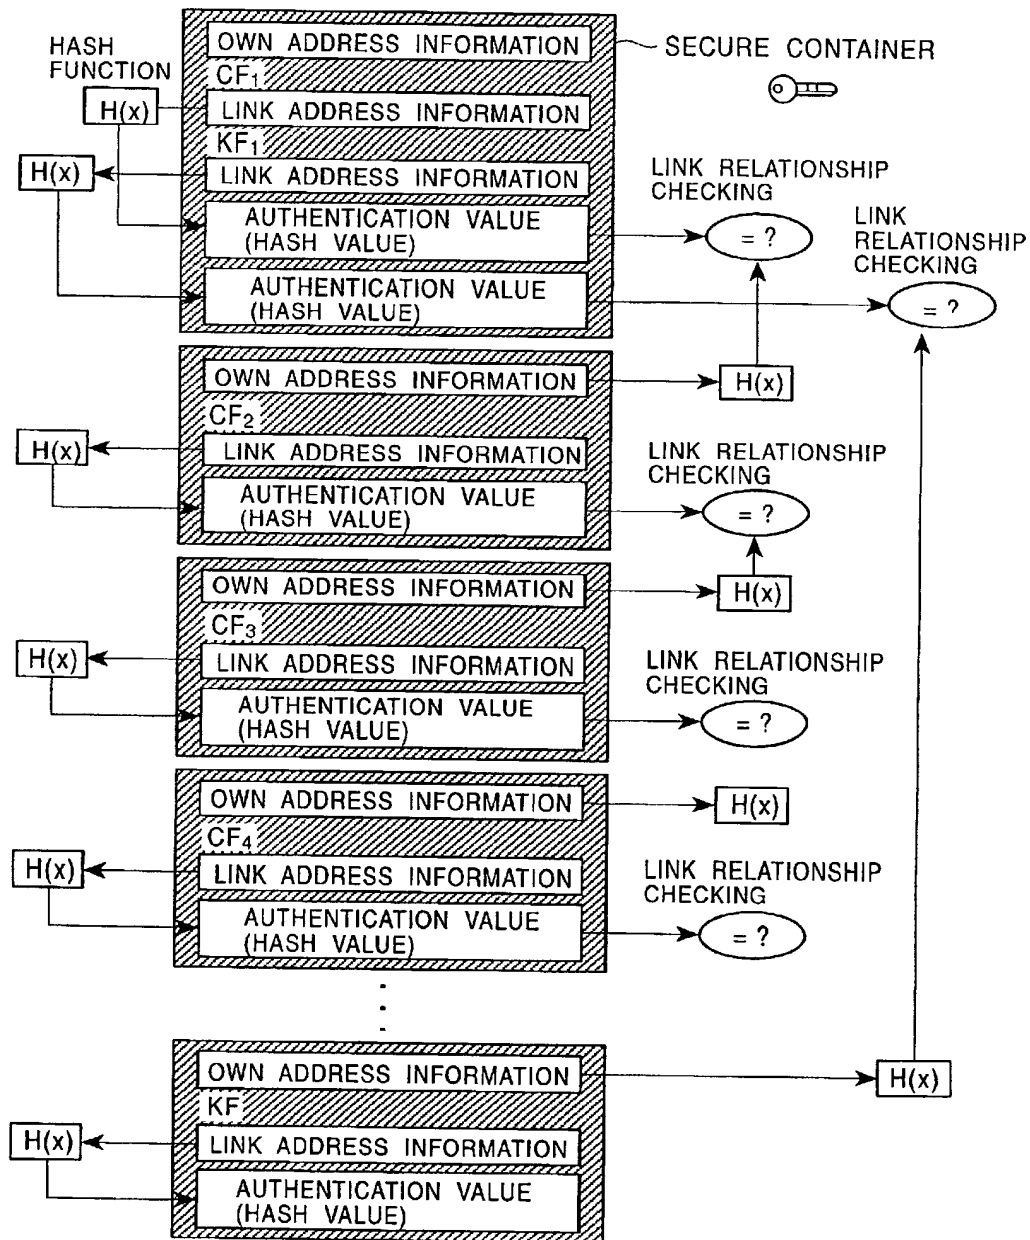 HASH
FUNCTION
H(x)
H(x)
OWN ADDRESS INFORMATION
CF1
LINK ADDRESS INFORMATION
KF1
LINK ADDRESS INFORMATION
AUTHENTICATION VALUE
(HASH VALUE)
AUTHENTICATION VALUE
(HASH VALUE)
SECURE CONTAINER
LINK RELATIONSHIP
CHECKING
= ?
LINK
RELATIONSHIP
CHECKING
= ?
OWN ADDRESS INFORMATION
H(x)
CF2
H(x)
LINK ADDRESS INFORMATION
AUTHENTICATION VALUE
(HASH VALUE)
LINK RELATIONSHIP
CHECKING
= ?
OWN ADDRESS INFORMATION
H(x)
CF3
H(x)
LINK ADDRESS INFORMATION
AUTHENTICATION VALUE
(HASH VALUE)
LINK RELATIONSHIP
CHECKING
= ?
OWN ADDRESS INFORMATION
H(x)
CF4
H(x)
LINK ADDRESS INFORMATION
AUTHENTICATION VALUE
(HASH VALUE)
LINK RELATIONSHIP
CHECKING
= ?
OWN ADDRESS INFORMATION
H(x)
KF
H(x)
LINK ADDRESS INFORMATION
AUTHENTICATION VALUE
(HASH VALUE)